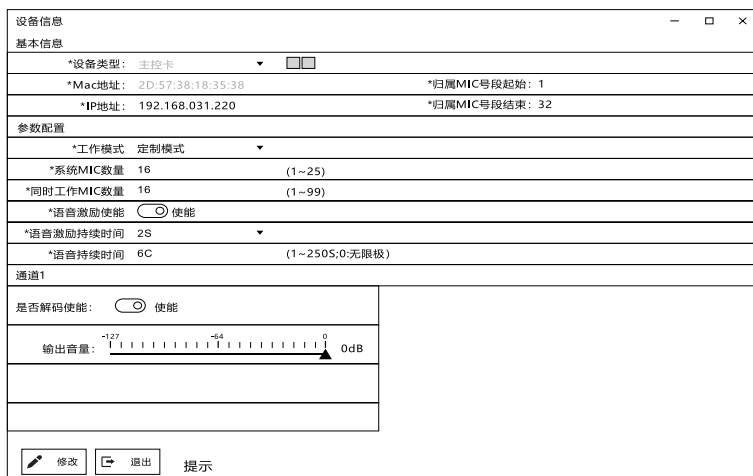 设备信息
基本信息
*设备类型: 主控卡
*Mac地址: 2D:57:38:18:35:38 *归属MIC号段起始: 1
*IP地址: 192.168.031.220 *归属MIC号段结束: 32
参数配置
*工作模式 定制模式
*系统MIC数量 16 (1~25)
*同时工作MIC数量 16 (1~99)
*语音激励使能 使能
*语音激励持续时间 2S
*语音持续时间 6C (1~250S;0:无限极)
通道1
是否解码使能: 使能
-127 -64 0
输出音量: 0dB
修改 退出 提示